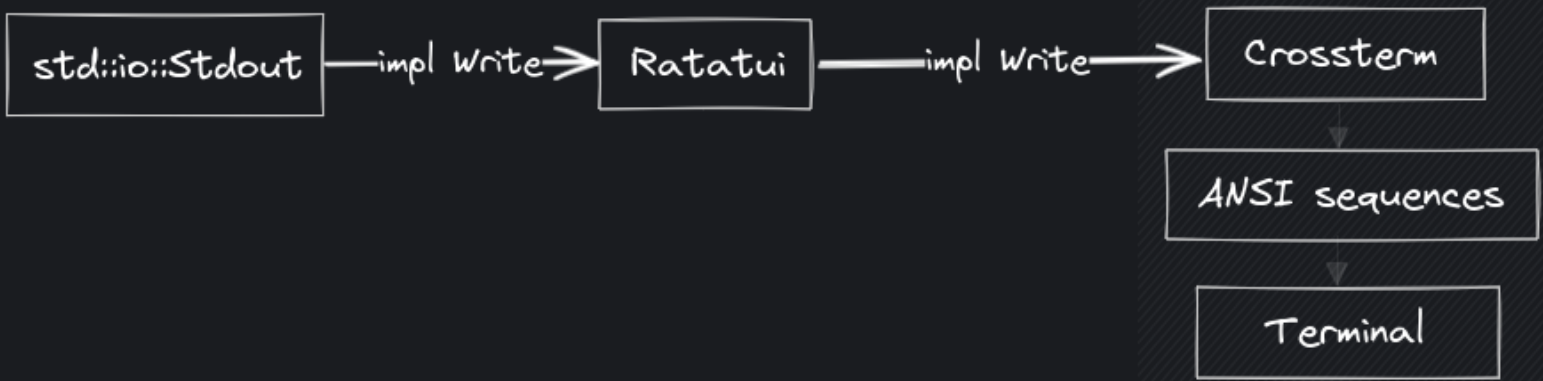 std::io::Stdout
impl Write
Ratatui
impl Write
Crossterm
ANSI sequences
Terminal